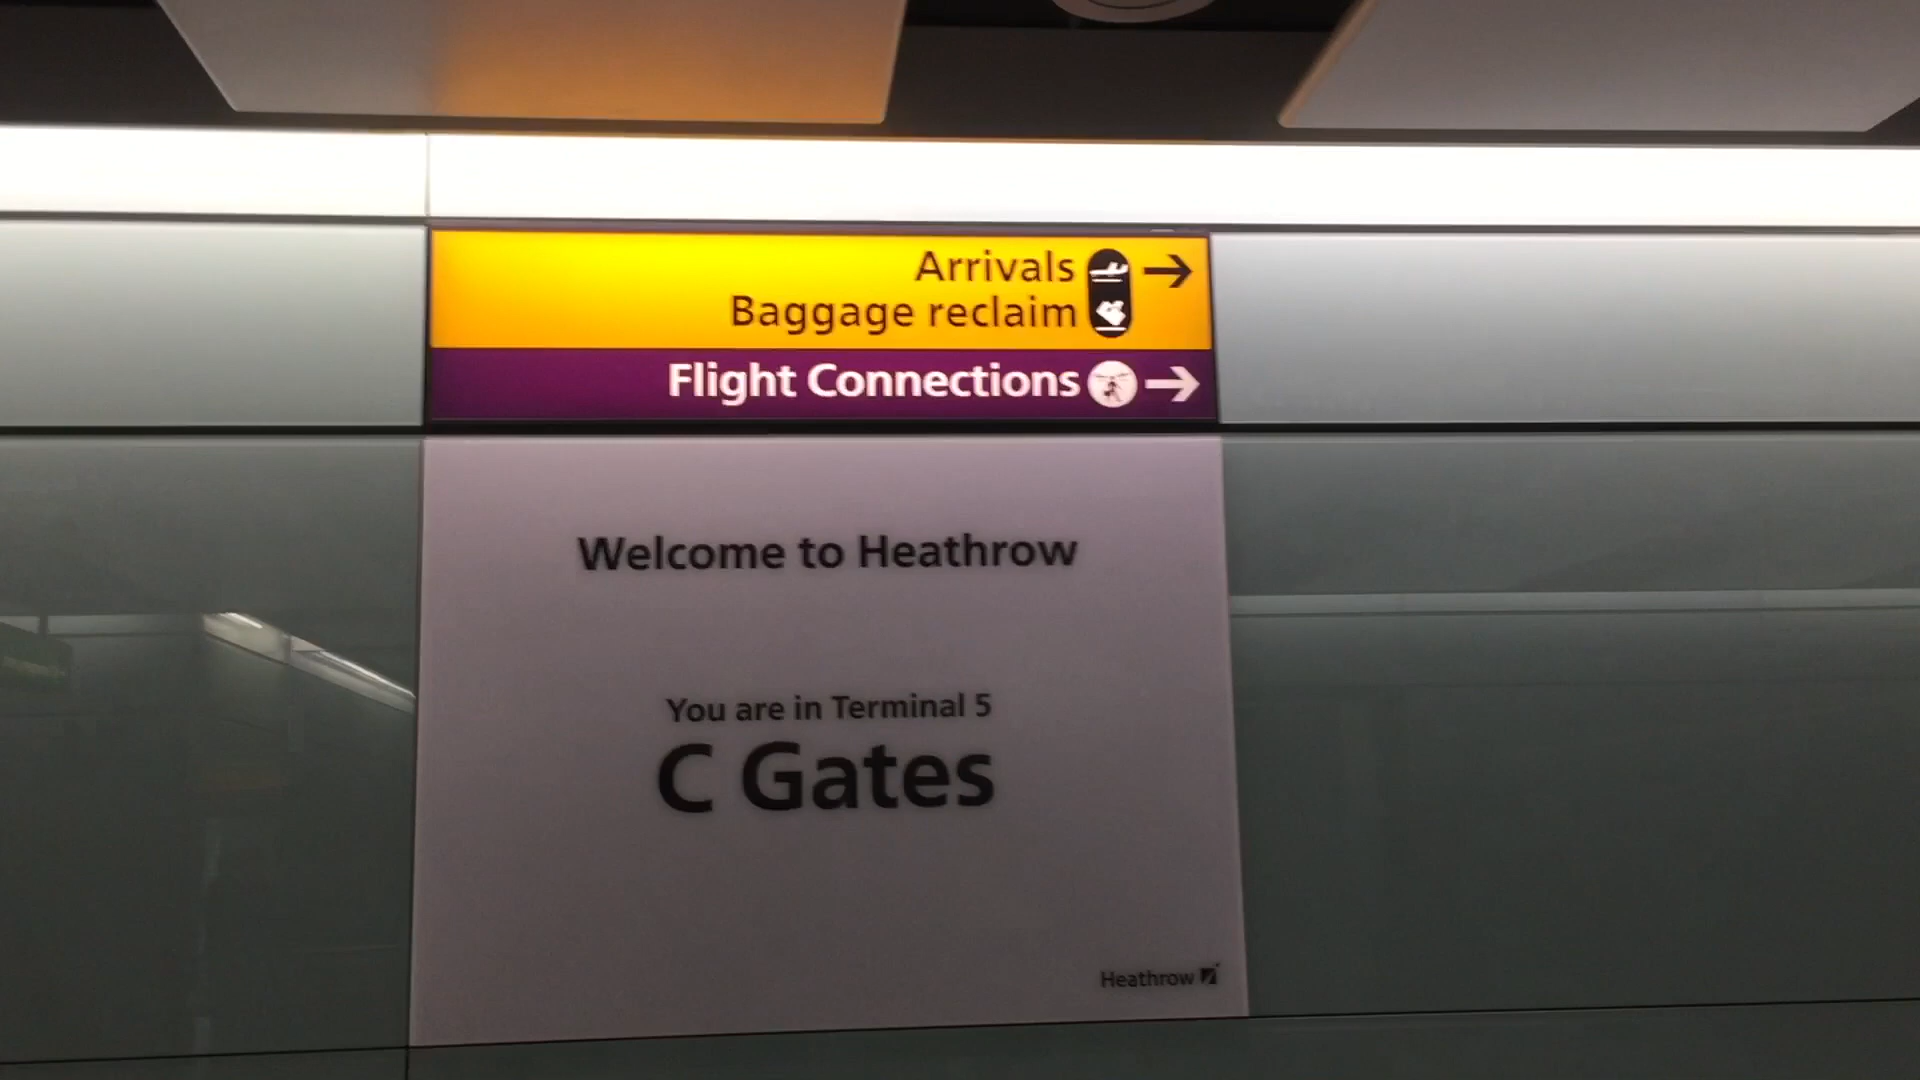 Arrivals
Baggage reclaim
Flight Connections
Welcome to Heathrow
You are in Terminal 5
C Gates
Heathrow